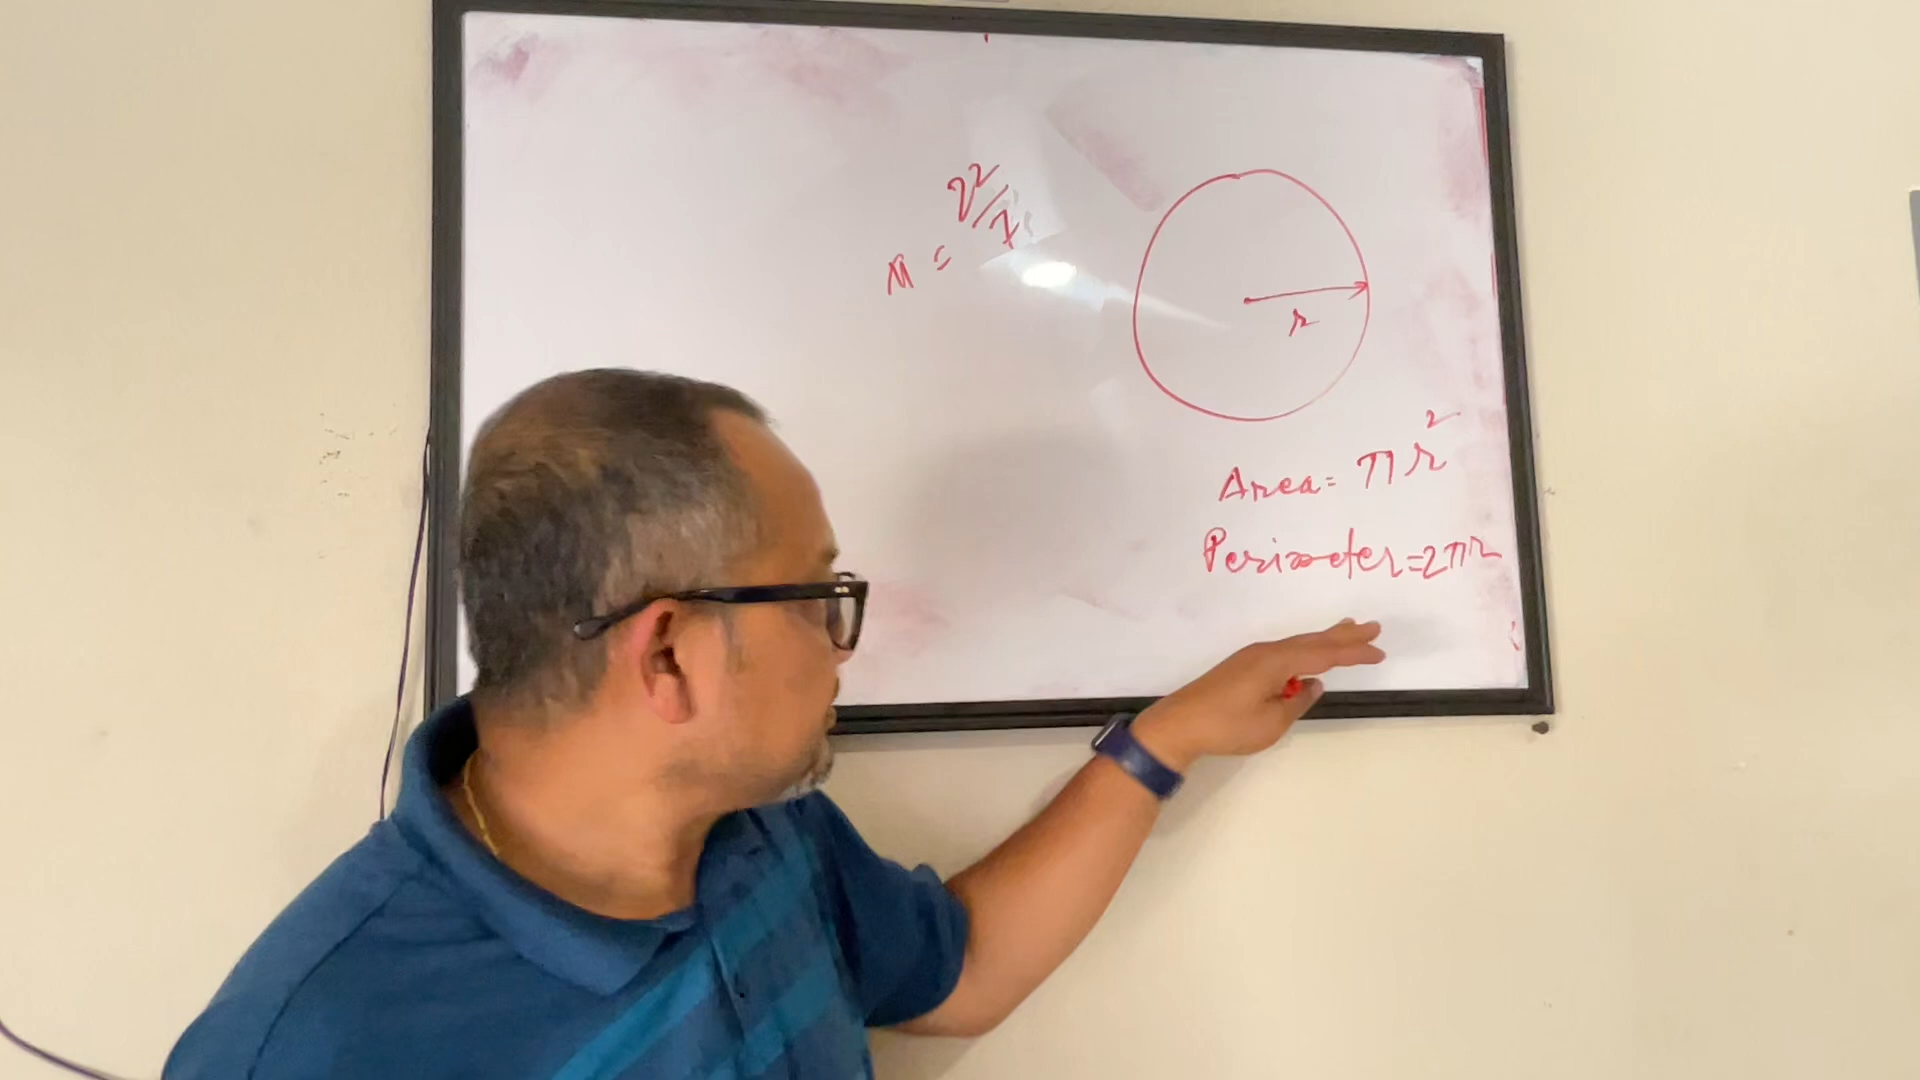 π = 22/7
r
Area = πr²
Perimeter = 2πr